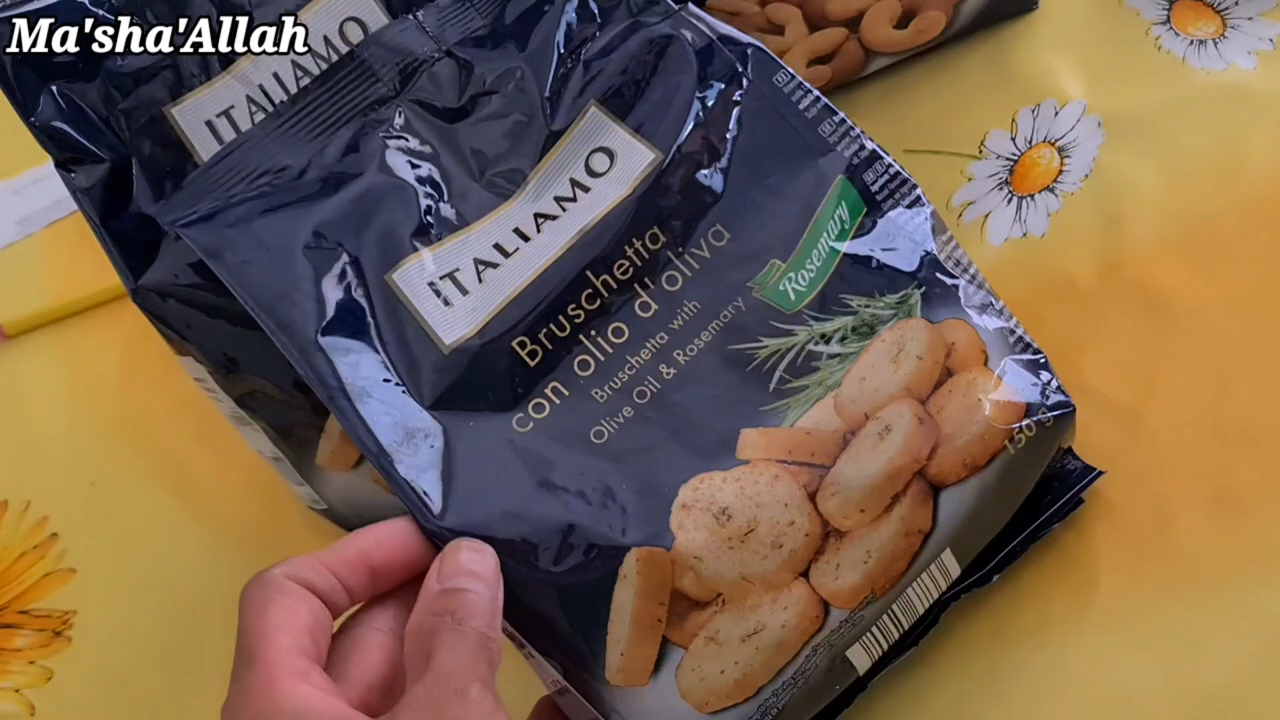 Ma'sha'Allah
ITALIAMO
ITALIAMO
Bruschetta
con olio d'oliva
Bruschetta with
Olive Oil & Rosemary
Rosemary
150 g